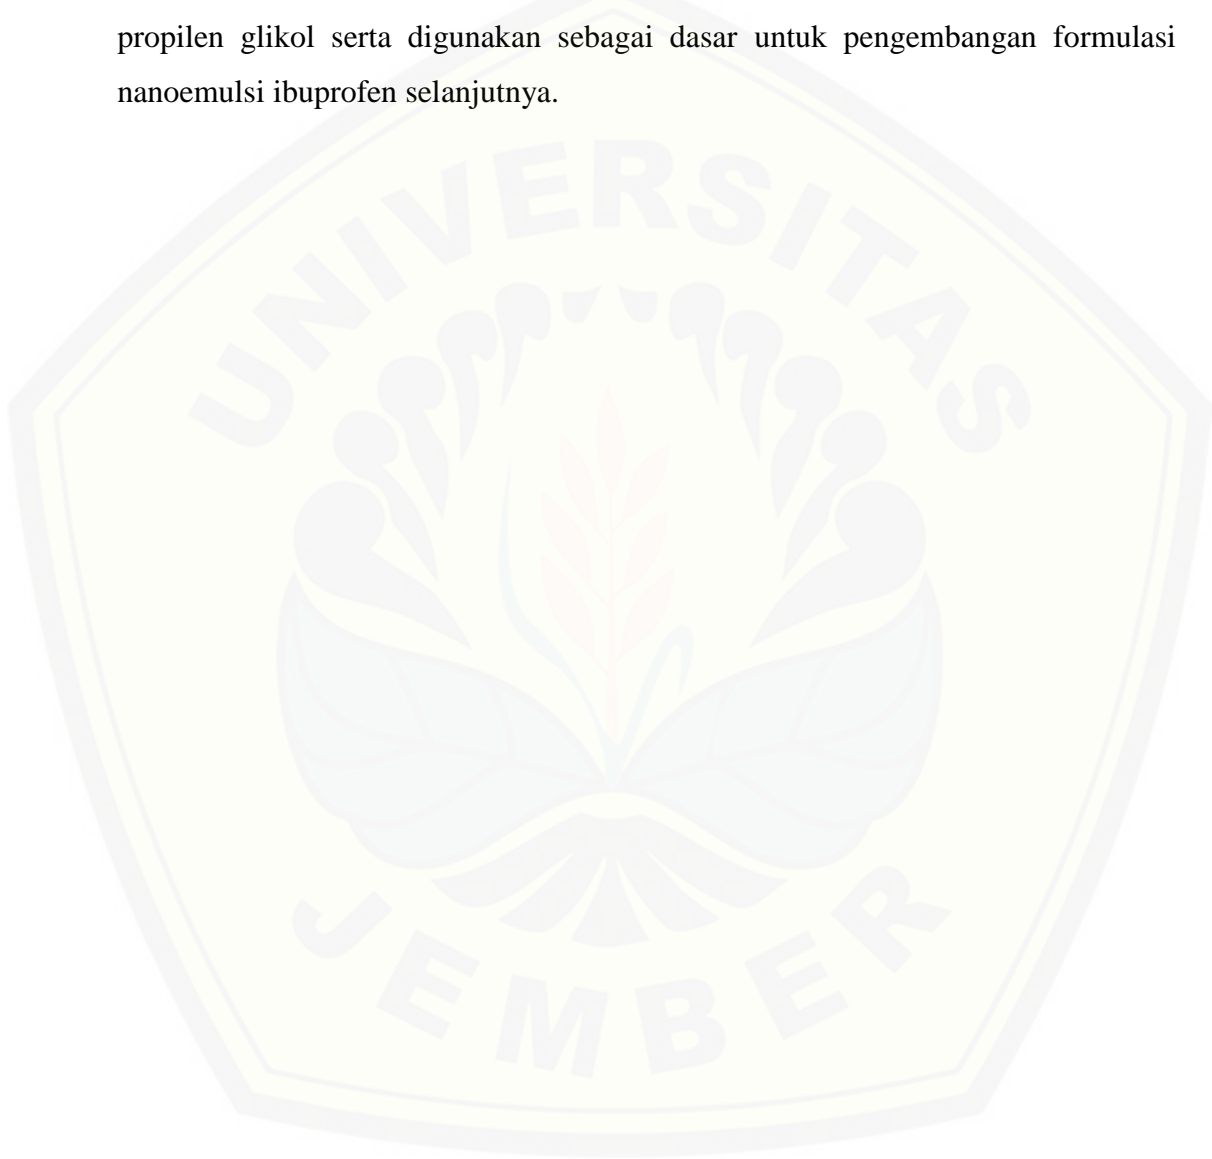 propilen glikol serta digunakan sebagai dasar untuk pengembangan formulasi
nanoemulsi ibuprofen selanjutnya.
UNIVERSITAS
JEMBER